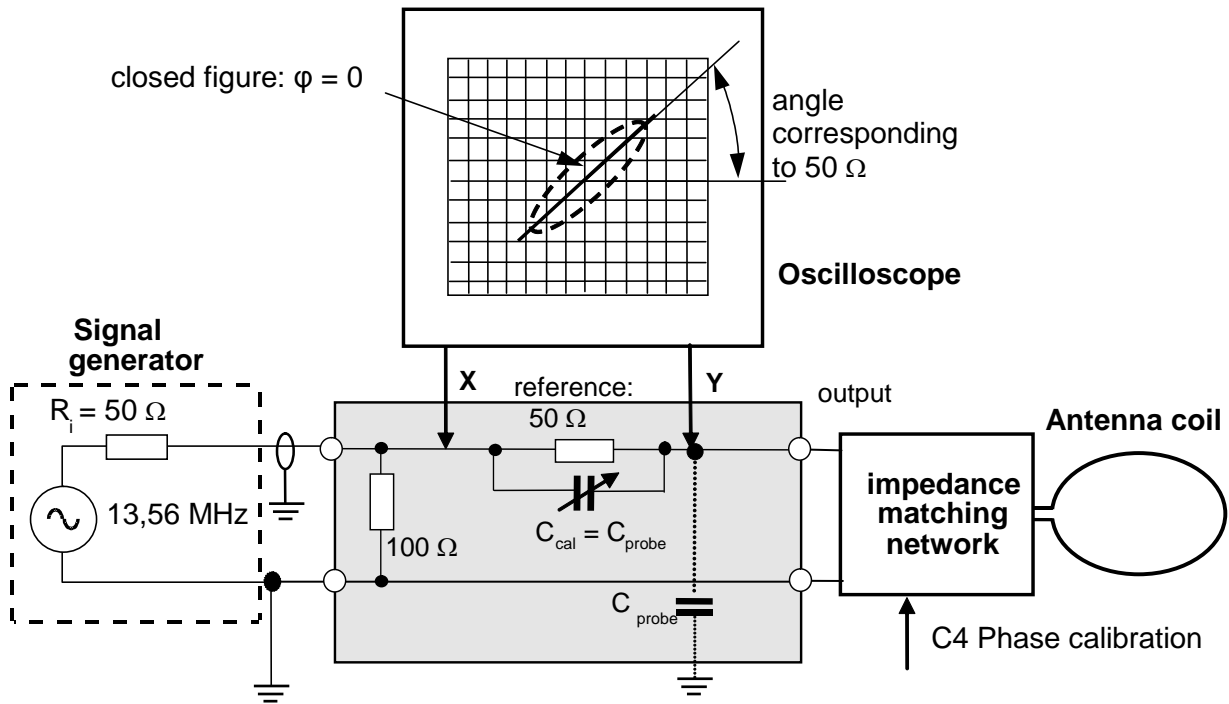 closed figure: φ = 0
angle
corresponding
to 50 Ω
Oscilloscope
Signal
generator
X
reference:
50 Ω
Y
output
R i = 50 Ω
Antenna coil
13,56 MHz
100 Ω
C cal = C probe
impedance
matching
network
C probe
C4 Phase calibration